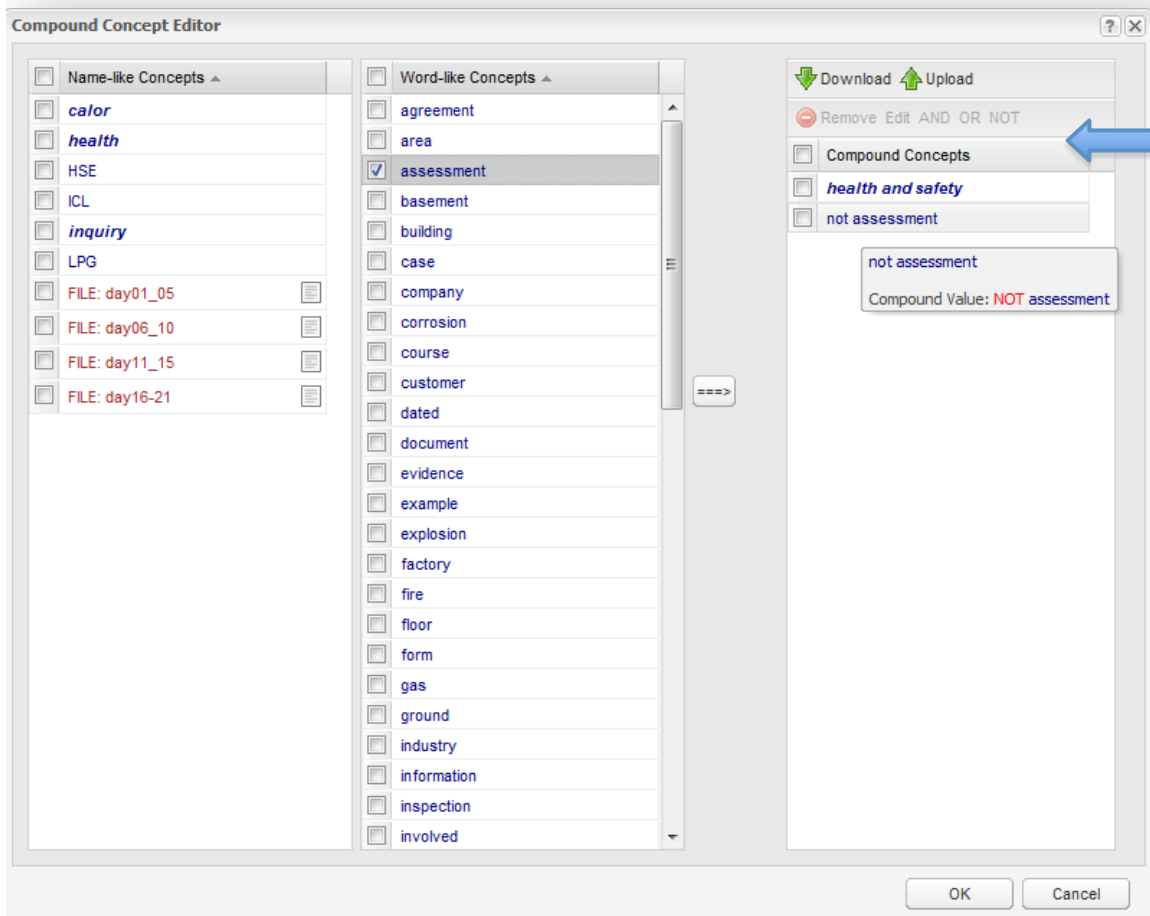 Compound Concept Editor
Name-like Concepts
calor
health
HSE
ICL
inquiry
LPG
FILE: day01_05
FILE: day06_10
FILE: day11_15
FILE: day16-21
Word-like Concepts
agreement
area
assessment
basement
building
case
company
corrosion
course
customer
dated
document
evidence
example
explosion
factory
fire
floor
form
gas
ground
industry
information
inspection
involved
===>
Download Upload
Remove Edit AND OR NOT
Compound Concepts
health and safety
not assessment
not assessment
Compound Value: NOT assessment
OK Cancel